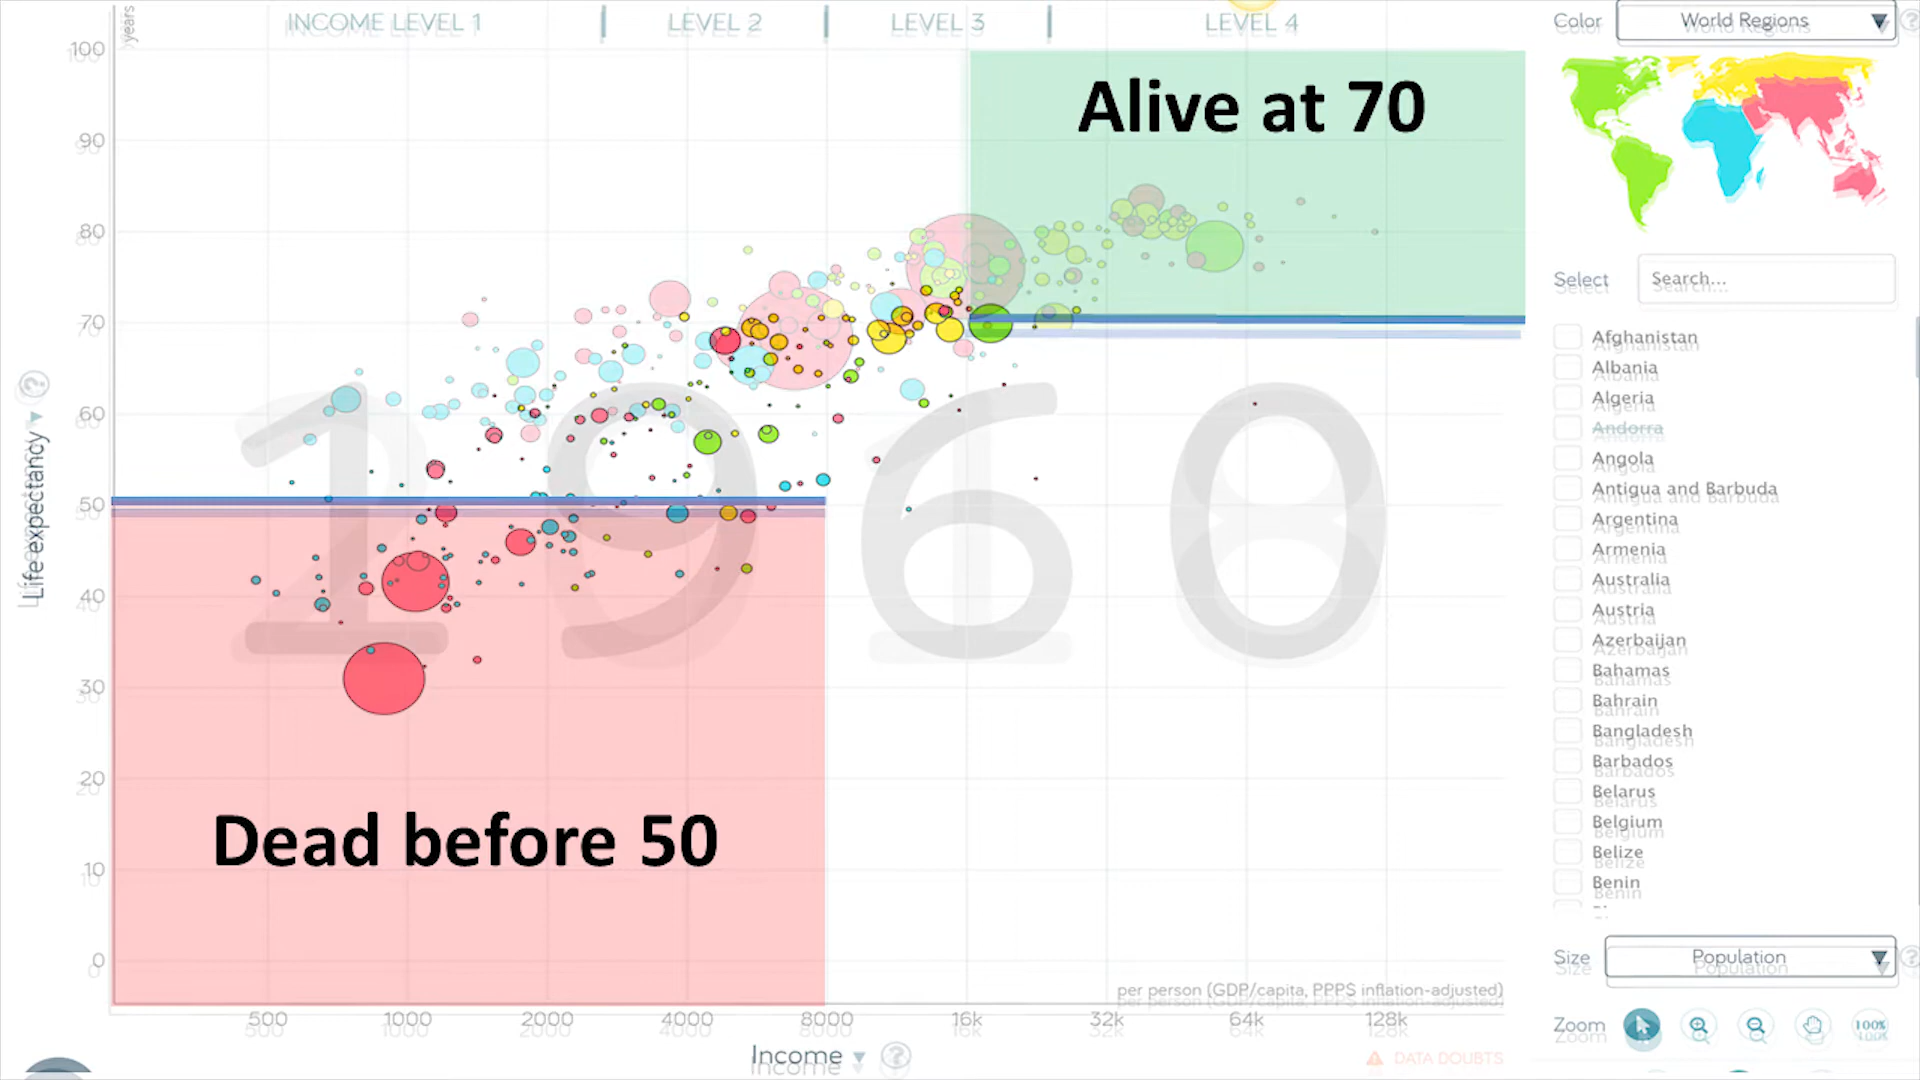 years
INCOME LEVEL 1
LEVEL 2
LEVEL 3
LEVEL 4
Color
World Regions
100
90
80
70
60
50
40
30
20
10
0
Alive at 70
Dead before 50
1960
Life expectancy
Select
Search...
Afghanistan
Albania
Algeria
Andorra
Angola
Antigua and Barbuda
Argentina
Armenia
Australia
Austria
Azerbaijan
Bahamas
Bahrain
Bangladesh
Barbados
Belarus
Belgium
Belize
Benin
Size
Population
per person (GDP/capita, PPP$ inflation-adjusted)
500
1000
2000
4000
8000
16k
32k
64k
128k
Zoom
100%
Income
DATA DOUBTS